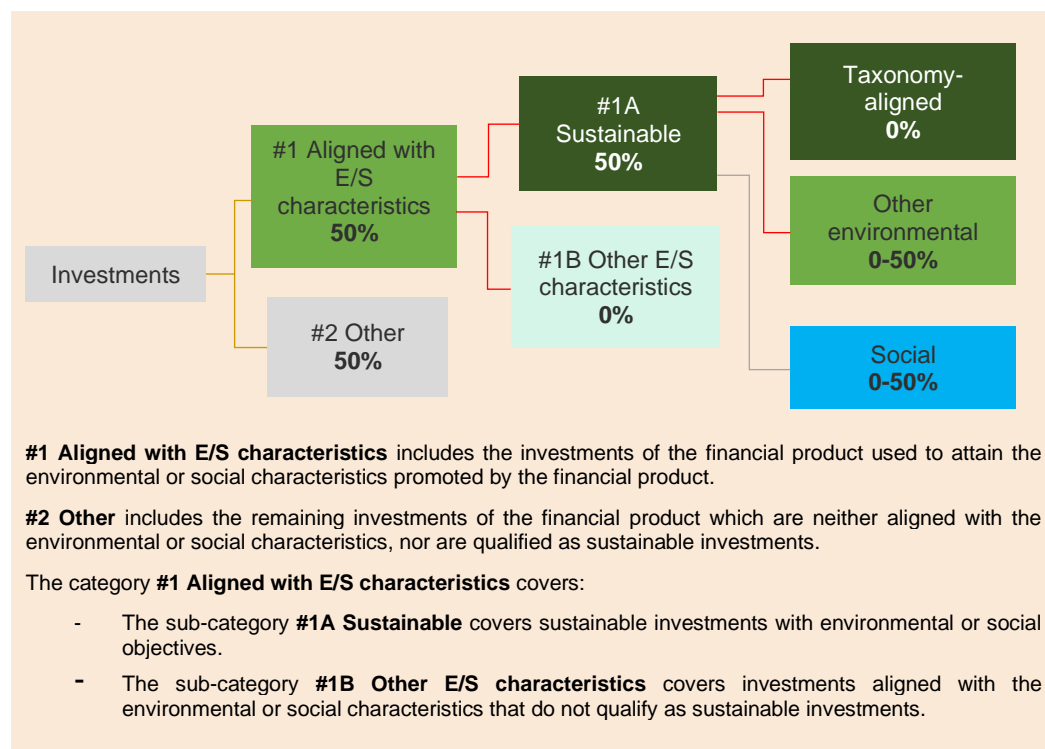 Investments
#1 Aligned with
E/S
characteristics
50%
#2 Other
50%
#1A
Sustainable
50%
#1B Other E/S
characteristics
0%
Taxonomy-
aligned
0%
Other
environmental
0-50%
Social
0-50%
#1 Aligned with E/S characteristics includes the investments of the financial product used to attain the
environmental or social characteristics promoted by the financial product.
#2 Other includes the remaining investments of the financial product which are neither aligned with the
environmental or social characteristics, nor are qualified as sustainable investments.
The category #1 Aligned with E/S characteristics covers:
- The sub-category #1A Sustainable covers sustainable investments with environmental or social
objectives.
- The sub-category #1B Other E/S characteristics covers investments aligned with the
environmental or social characteristics that do not qualify as sustainable investments.